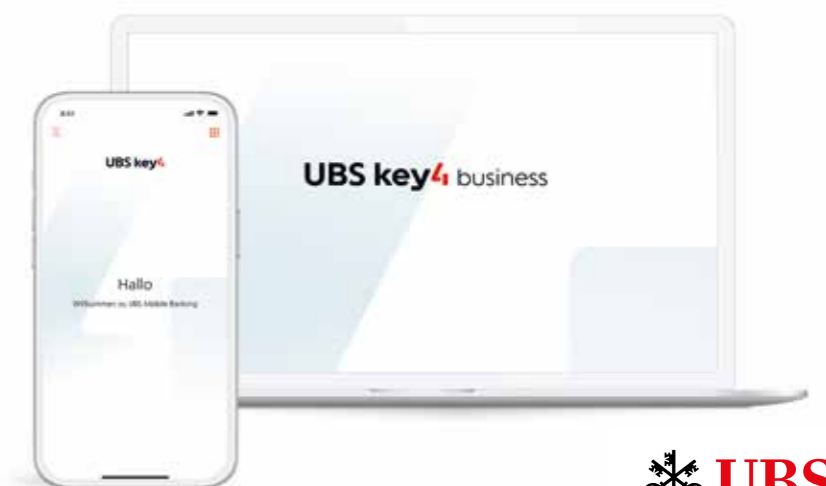 UBS key4 business
UBS key4
Hallo
Willkommen zu UBS Mobile Banking
UBS